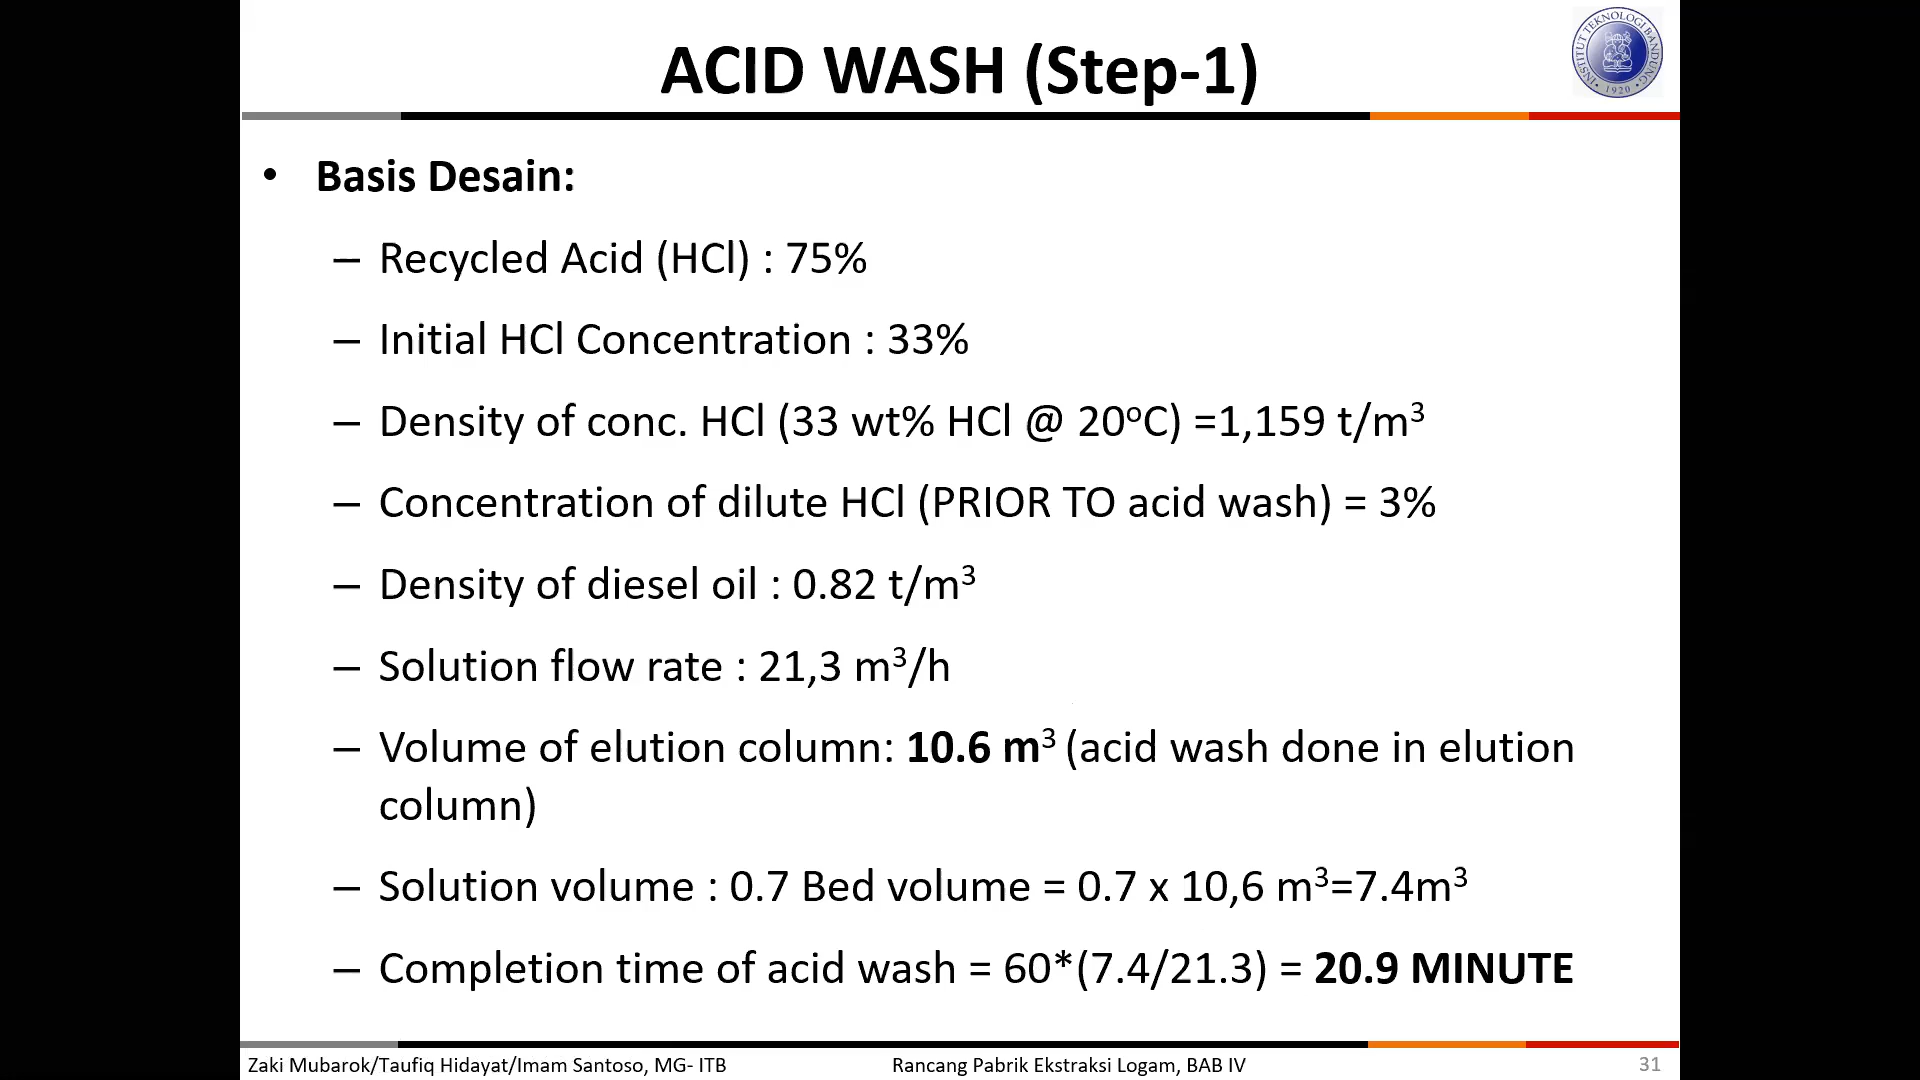 ACID WASH (Step-1)
INSTITUT TEKNOLOGI BANDUNG
1920
• Basis Desain:
– Recycled Acid (HCl) : 75%
– Initial HCl Concentration : 33%
– Density of conc. HCl (33 wt% HCl @ 20°C) =1,159 t/m³
– Concentration of dilute HCl (PRIOR TO acid wash) = 3%
– Density of diesel oil : 0.82 t/m³
– Solution flow rate : 21,3 m³/h
– Volume of elution column: 10.6 m³ (acid wash done in elution
column)
– Solution volume : 0.7 Bed volume = 0.7 x 10,6 m³=7.4m³
– Completion time of acid wash = 60*(7.4/21.3) = 20.9 MINUTE
Zaki Mubarok/Taufiq Hidayat/Imam Santoso, MG- ITB
Rancang Pabrik Ekstraksi Logam, BAB IV
31